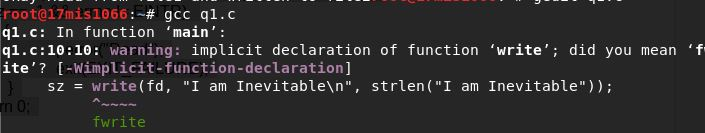 root@17mis1066:~# gcc q1.c
q1.c: In function ‘main’:
q1.c:10:10: warning: implicit declaration of function ‘write’; did you mean ‘fw
ite’? [-Wimplicit-function-declaration]
sz = write(fd, "I am Inevitable\n", strlen("I am Inevitable"));
^~~~~
fwrite